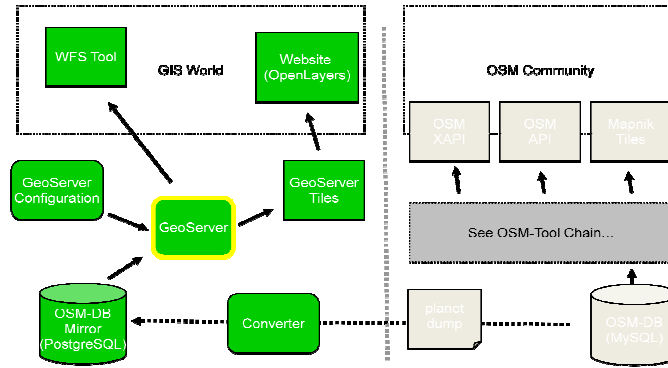 WFS Tool
GIS World
Website
(OpenLayers)
OSM Community
OSM
XAPI
OSM
API
Mapnik
Tiles
GeoServer
Configuration
GeoServer
GeoServer
Tiles
See OSM-Tool Chain...
OSM-DB
Mirror
(PostgreSQL)
Converter
planet
dump
OSM-DB
(MySQL)